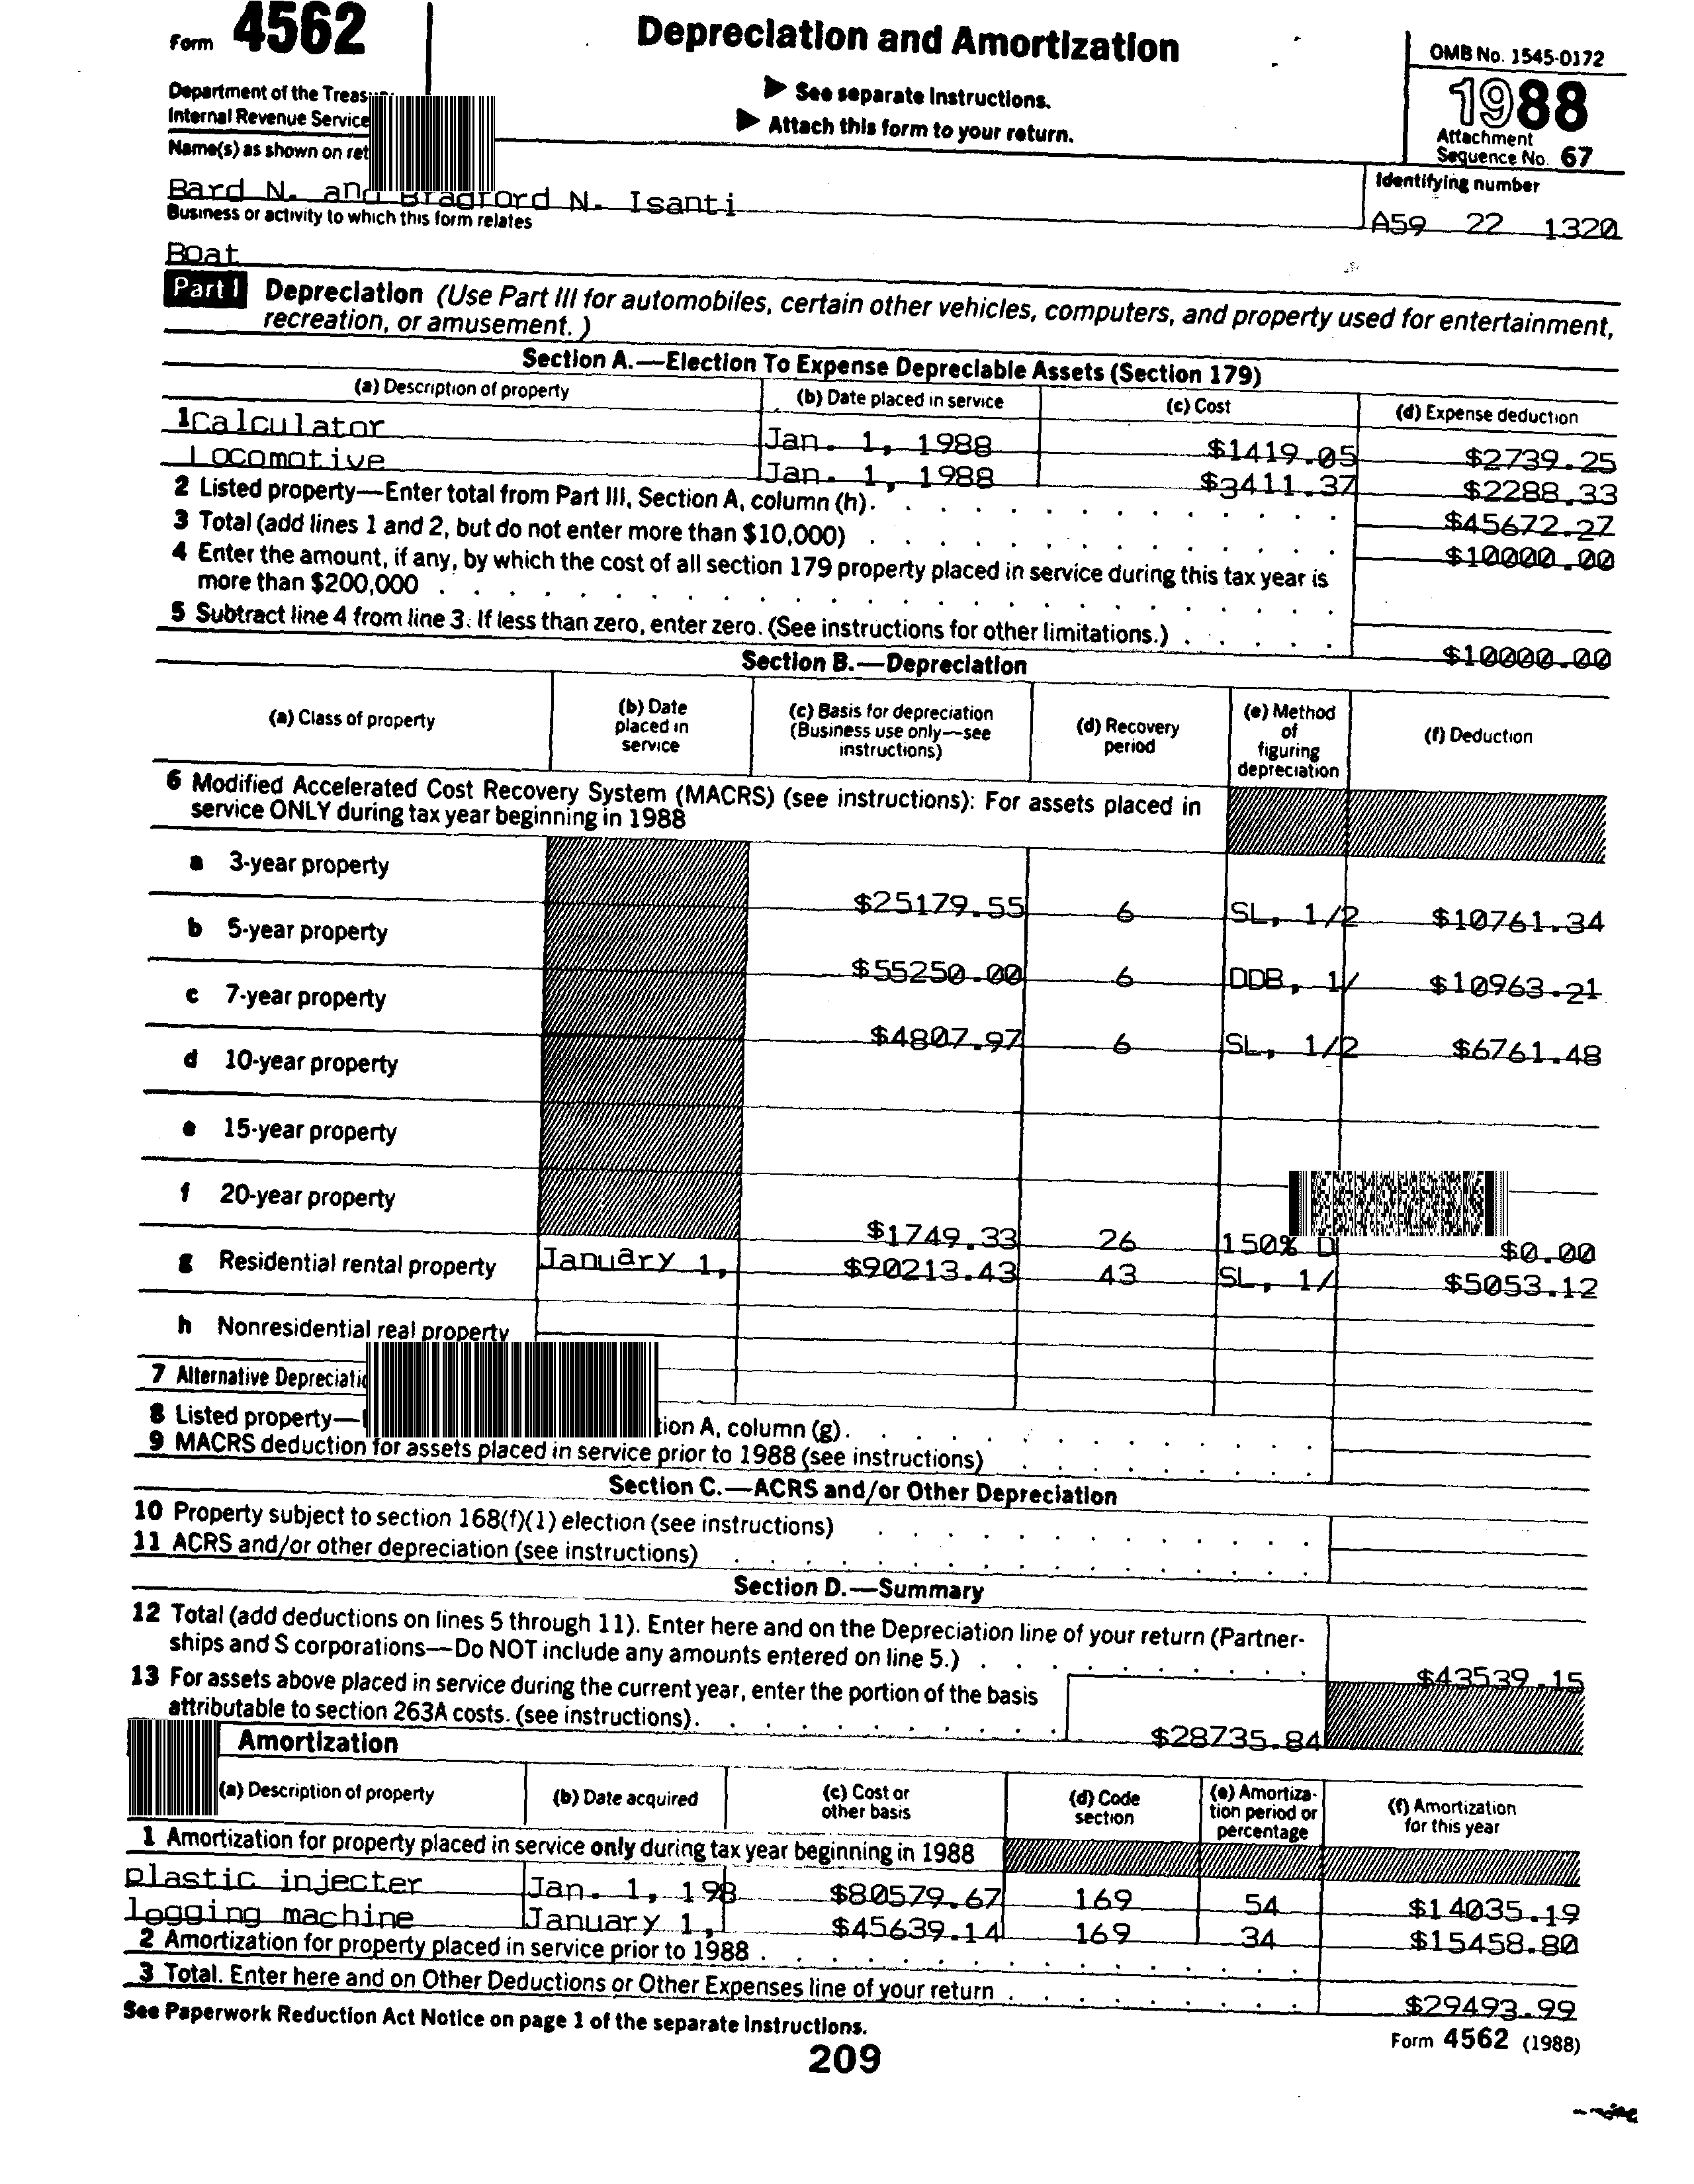 Form 4562
Depreciation and Amortization
OMB No. 1545-0172
Department of the
Internal Revenue Service
▶ See separate instructions.
▶ Attach this form to your return.
1988
Attachment
Sequence No. 67
Name(s) as shown on
Identifying number
Bard N. and Bradford N. Isanti
A59 22 1320
Business or activity to which this form relates
Boat
Part I Depreciation (Use Part III for automobiles, certain other vehicles, computers, and property used for entertainment,
recreation, or amusement.)
Section A.—Election To Expense Depreciable Assets (Section 179)
(a) Description of property (b) Date placed in service (c) Cost (d) Expense deduction
1 Calculator Jan. 1, 1988 $1419.05 $2739.25
Locomotive Jan. 1, 1988 $3411.37 $2288.33
2 Listed property—Enter total from Part III, Section A, column (h). $45672.27
3 Total (add lines 1 and 2, but do not enter more than $10,000) $10000.00
4 Enter the amount, if any, by which the cost of all section 179 property placed in service during this tax year is
more than $200,000
5 Subtract line 4 from line 3. If less than zero, enter zero. (See instructions for other limitations.) $10000.00
Section B.—Depreciation
(a) Class of property (b) Date placed in service (c) Basis for depreciation (Business use only—see instructions) (d) Recovery period (e) Method of figuring depreciation (f) Deduction
6 Modified Accelerated Cost Recovery System (MACRS) (see instructions): For assets placed in
service ONLY during tax year beginning in 1988
a 3-year property $25179.55 6 SL, 1/2 $10761.34
b 5-year property $55250.00 6 DDB, 1/ $10963.21
c 7-year property $4807.97 6 SL, 1/2 $6761.48
d 10-year property
e 15-year property
f 20-year property $1749.33 26 150% D $0.00
g Residential rental property January 1, $90213.43 43 SL, 1/ $5053.12
h Nonresidential real property
7 Alternative
8 Listed property— A, column (g).
9 MACRS deduction for assets placed in service prior to 1988 (see instructions)
Section C.—ACRS and/or Other Depreciation
10 Property subject to section 168(f)(1) election (see instructions)
11 ACRS and/or other depreciation (see instructions)
Section D.—Summary
12 Total (add deductions on lines 5 through 11). Enter here and on the Depreciation line of your return (Partner-
ships and S corporations—Do NOT include any amounts entered on line 5.) $43539.15
13 For assets above placed in service during the current year, enter the portion of the basis
attributable to section 263A costs. (see instructions). $28735.84
Amortization
(a) Description of property (b) Date acquired (c) Cost or other basis (d) Code section (e) Amortiza-tion period or percentage (f) Amortization for this year
1 Amortization for property placed in service only during tax year beginning in 1988
plastic injecter Jan. 1, 198 $80579.67 169 54 $14035.19
logging machine January 1, $45639.14 169 34 $15458.80
2 Amortization for property placed in service prior to 1988
3 Total. Enter here and on Other Deductions or Other Expenses line of your return $29493.99
See Paperwork Reduction Act Notice on page 1 of the separate instructions.
Form 4562 (1988)
209